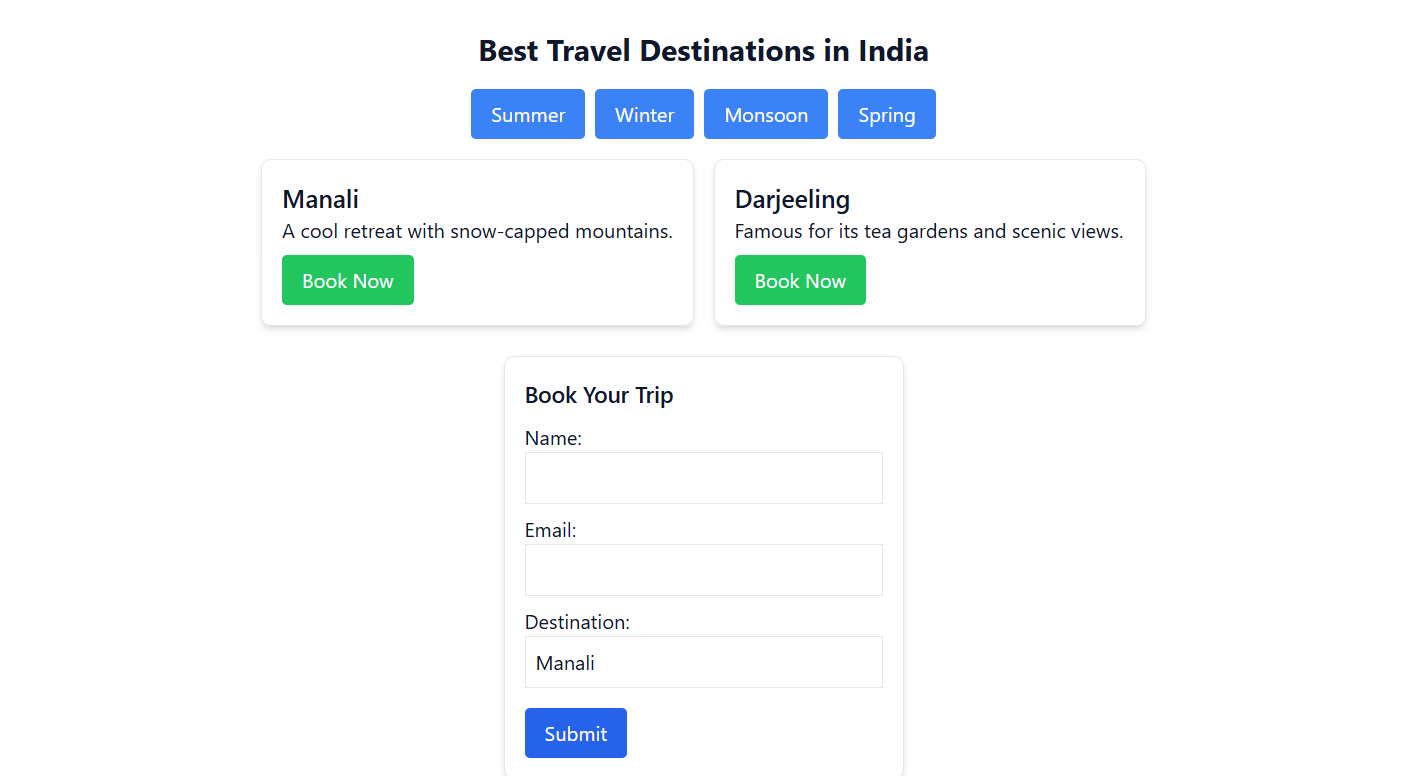 Best Travel Destinations in India
Summer Winter Monsoon Spring
Manali
A cool retreat with snow-capped mountains.
Book Now
Darjeeling
Famous for its tea gardens and scenic views.
Book Now
Book Your Trip
Name:
Email:
Destination:
Manali
Submit